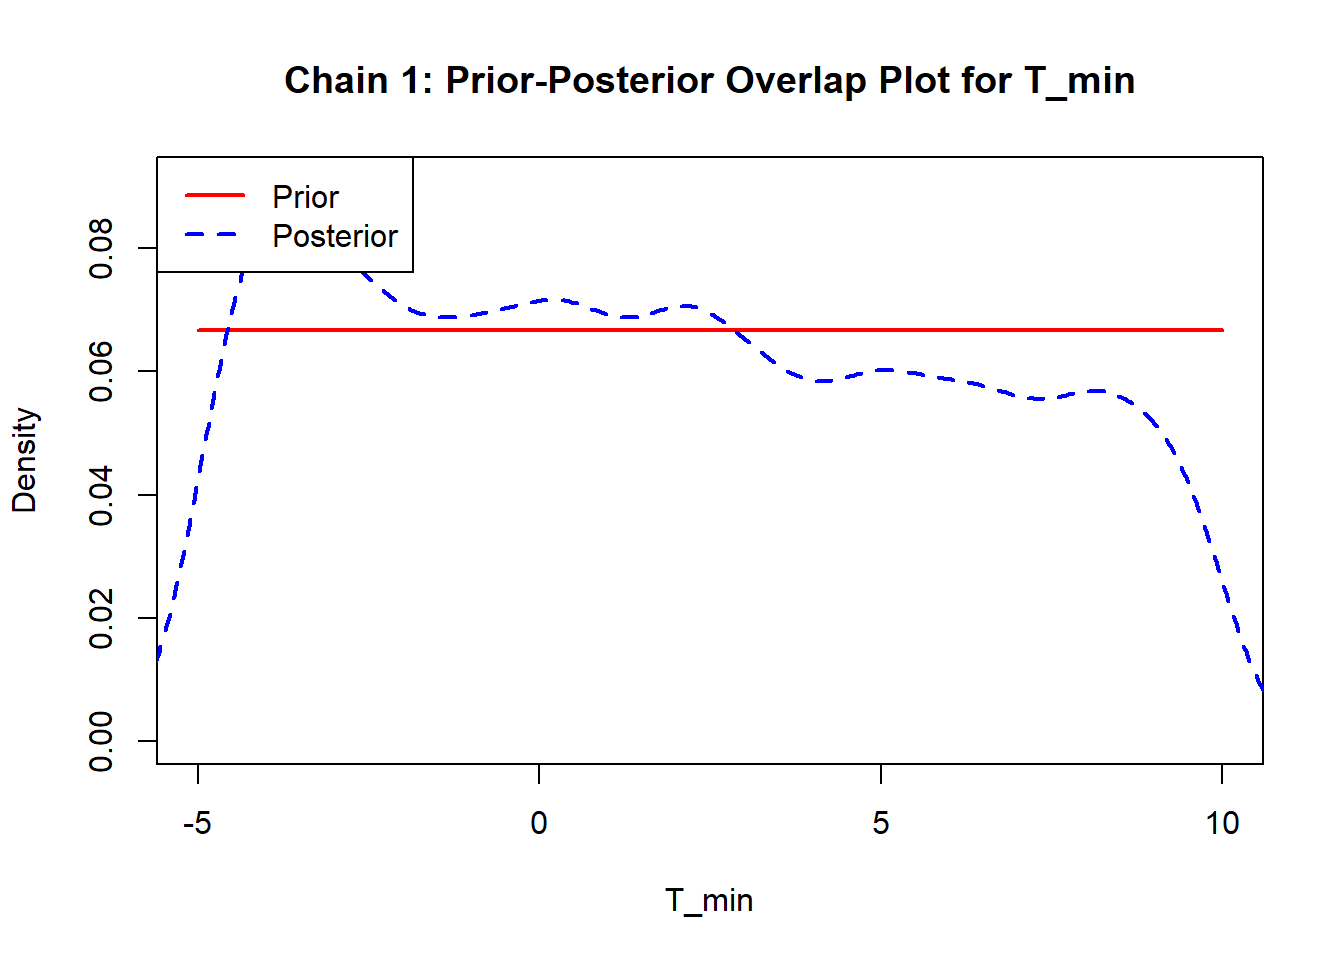 Chain 1: Prior-Posterior Overlap Plot for T_min
Prior
Posterior
0.08
0.06
0.04
0.02
0.00
Density
-5 0 5 10
T_min